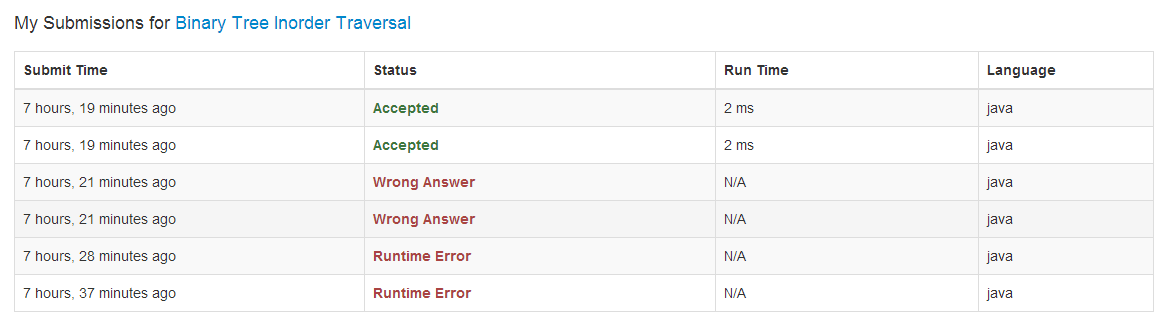 My Submissions for Binary Tree Inorder Traversal
Submit Time Status Run Time Language
7 hours, 19 minutes ago Accepted 2 ms java
7 hours, 19 minutes ago Accepted 2 ms java
7 hours, 21 minutes ago Wrong Answer N/A java
7 hours, 21 minutes ago Wrong Answer N/A java
7 hours, 28 minutes ago Runtime Error N/A java
7 hours, 37 minutes ago Runtime Error N/A java